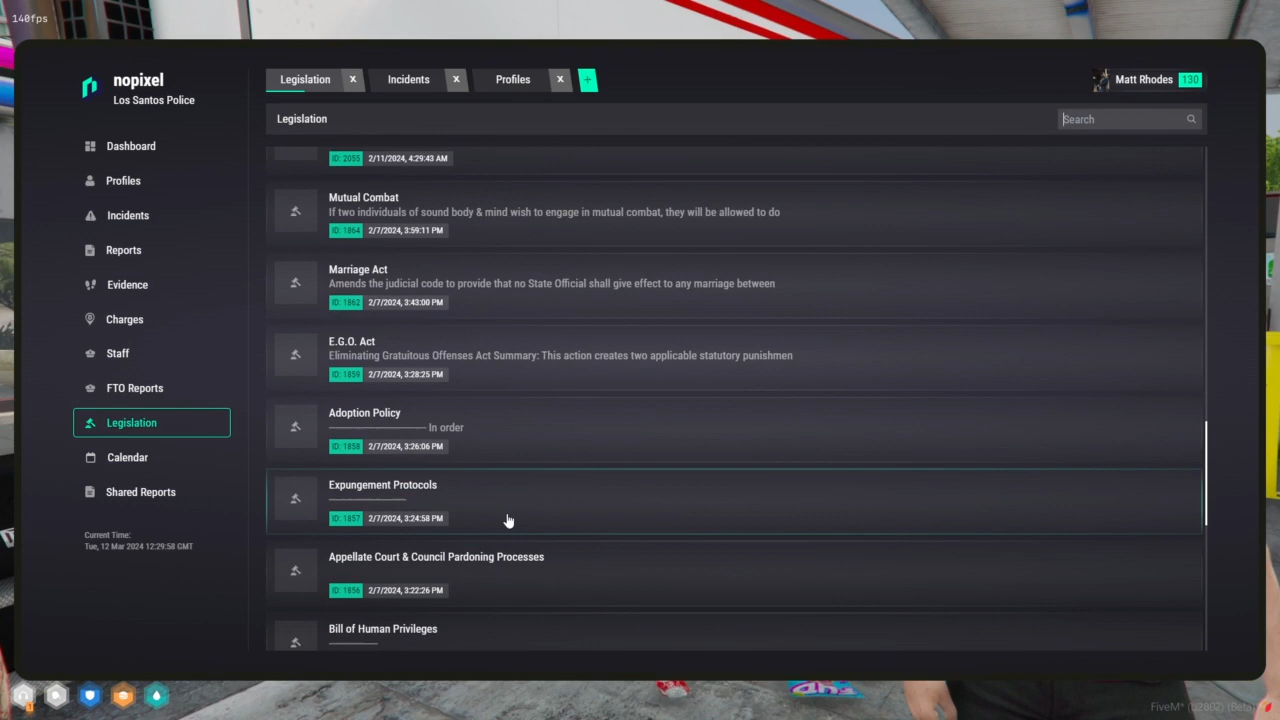 140fps
nopixel
Los Santos Police
Legislation x Incidents x Profiles x +
Matt Rhodes 130
Legislation
Search
Dashboard
Profiles
Incidents
Reports
Evidence
Charges
Staff
FTO Reports
Legislation
Calendar
Shared Reports
Current Time:
Tue, 12 Mar 2024 12:29:58 GMT
ID: 2055 2/11/2024, 4:29:43 AM
Mutual Combat
If two individuals of sound body & mind wish to engage in mutual combat, they will be allowed to do
ID: 1864 2/7/2024, 3:59:11 PM
Marriage Act
Amends the judicial code to provide that no State Official shall give effect to any marriage between
ID: 1862 2/7/2024, 3:43:00 PM
E.G.O. Act
Eliminating Gratuitous Offenses Act Summary: This action creates two applicable statutory punishmen
ID: 1859 2/7/2024, 3:28:25 PM
Adoption Policy
In order
ID: 1858 2/7/2024, 3:26:06 PM
Expungement Protocols
ID: 1857 2/7/2024, 3:24:58 PM
Appellate Court & Council Pardoning Processes
ID: 1856 2/7/2024, 3:22:26 PM
Bill of Human Privileges
FiveM* (b2802) (Beta)